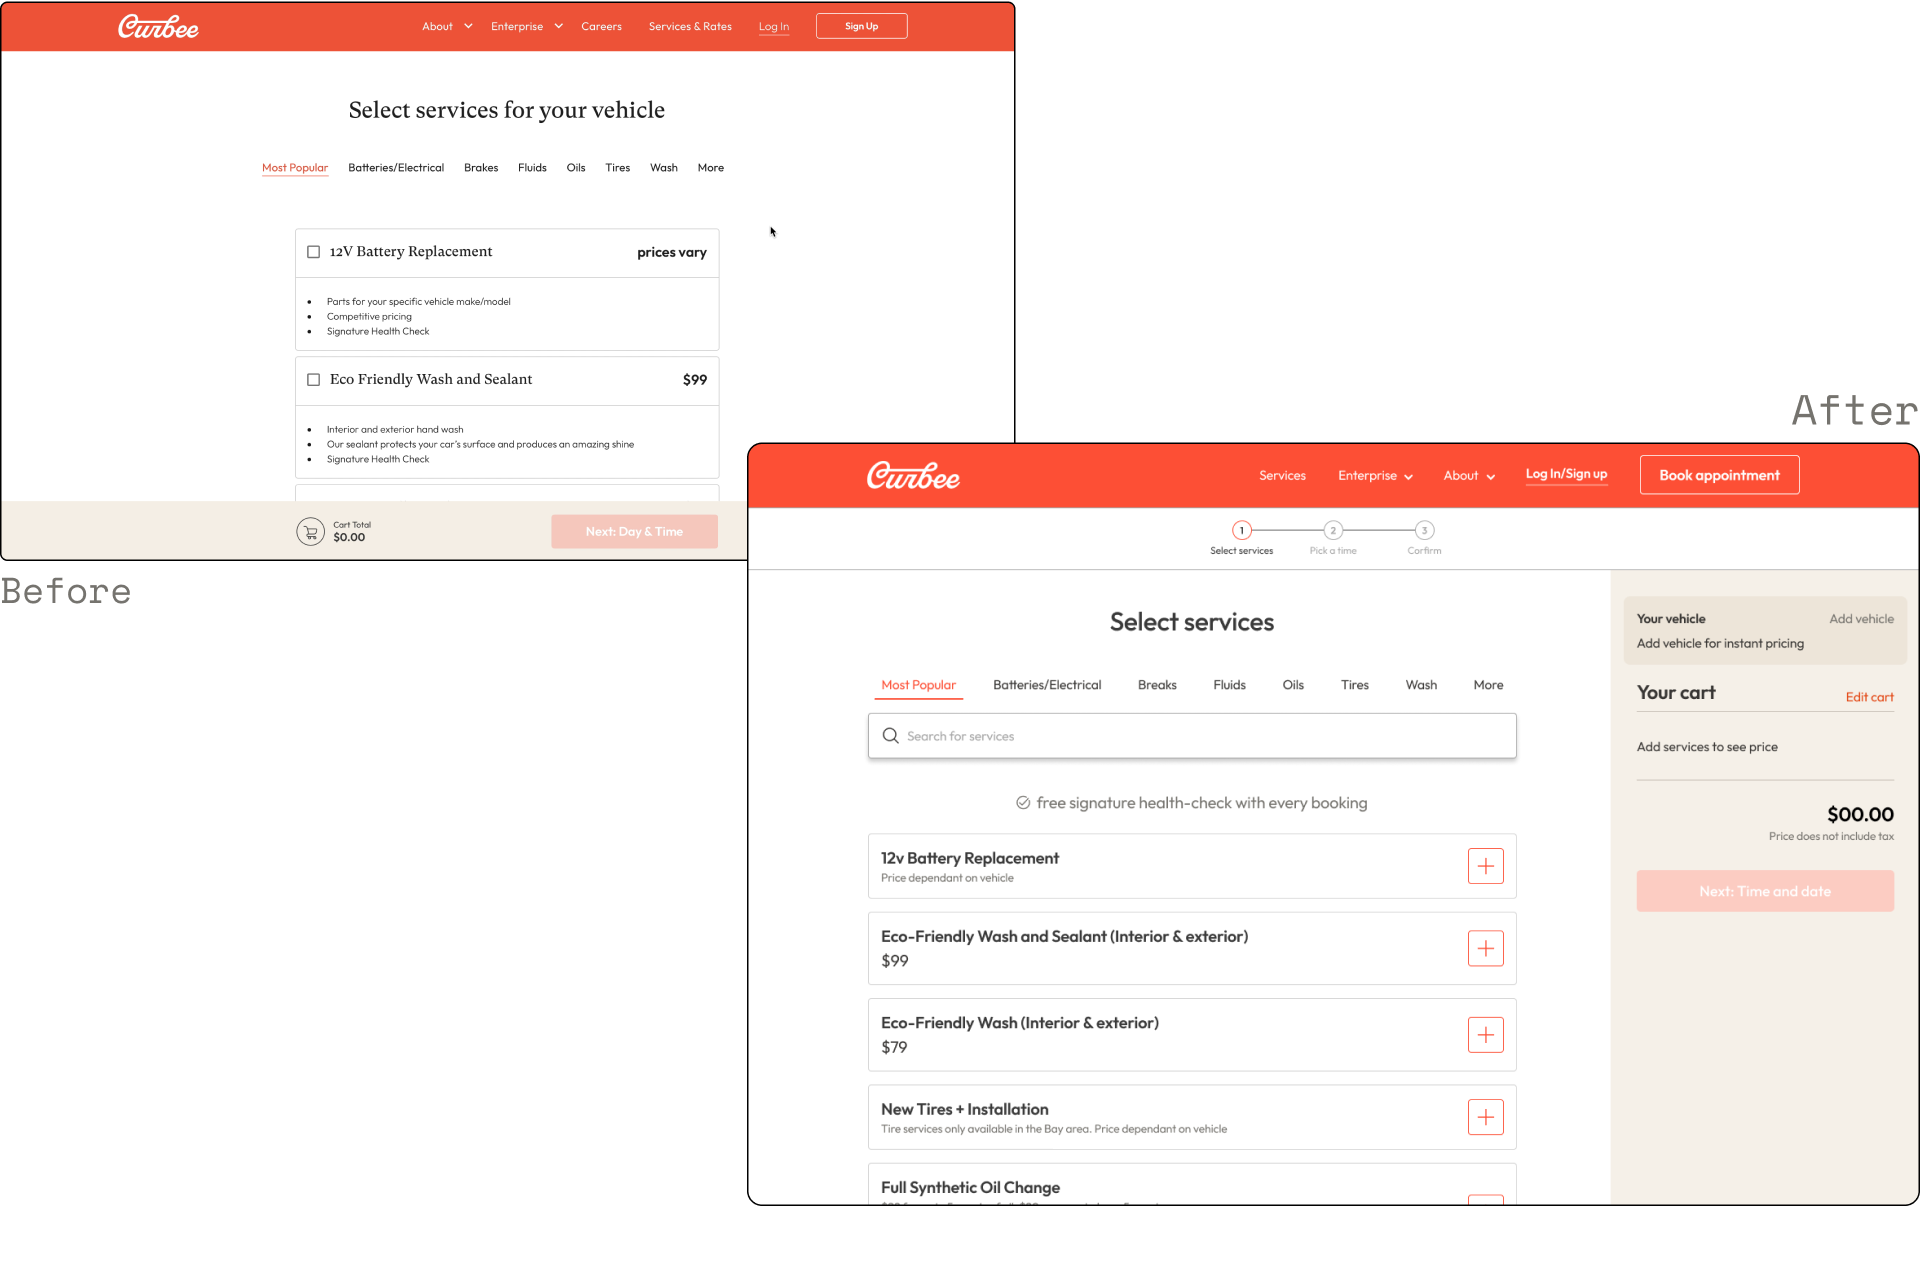 Curbee
About
Enterprise
Careers
Services & Rates
Log In
Sign Up
Select services for your vehicle
Most Popular
Batteries/Electrical
Brakes
Fluids
Oils
Tires
Wash
More
12V Battery Replacement
prices vary
• Parts for your specific vehicle make/model
• Competitive pricing
• Signature Health Check
Eco Friendly Wash and Sealant
$99
• Interior and exterior hand wash
• Our sealant protects your car's surface and produces an amazing shine
• Signature Health Check
Cart Total
$0.00
Next: Day & Time
Before
After
Curbee
Services
Enterprise
About
Log In/Sign up
Book appointment
1
2
3
Select services
Pick a time
Confirm
Select services
Most Popular
Batteries/Electrical
Breaks
Fluids
Oils
Tires
Wash
More
Search for services
free signature health-check with every booking
12v Battery Replacement
Price dependant on vehicle
Eco-Friendly Wash and Sealant (Interior & exterior)
$99
Eco-Friendly Wash (Interior & exterior)
$79
New Tires + Installation
Tire services only available in the Bay area. Price dependant on vehicle
Full Synthetic Oil Change
Your vehicle
Add vehicle
Add vehicle for instant pricing
Your cart
Edit cart
Add services to see price
$00.00
Price does not include tax
Next: Time and date